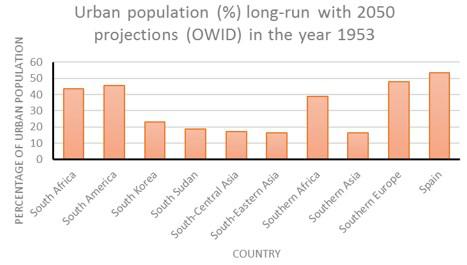 Urban population (%) long-run with 2050
projections (OWID) in the year 1953
PERCENTAGE OF URBAN POPULATION
60
50
40
30
20
10
0
South Africa
South America
South Korea
South Sudan
South-Central Asia
South-Eastern Asia
Southern Africa
Southern Asia
Southern Europe
Spain
COUNTRY